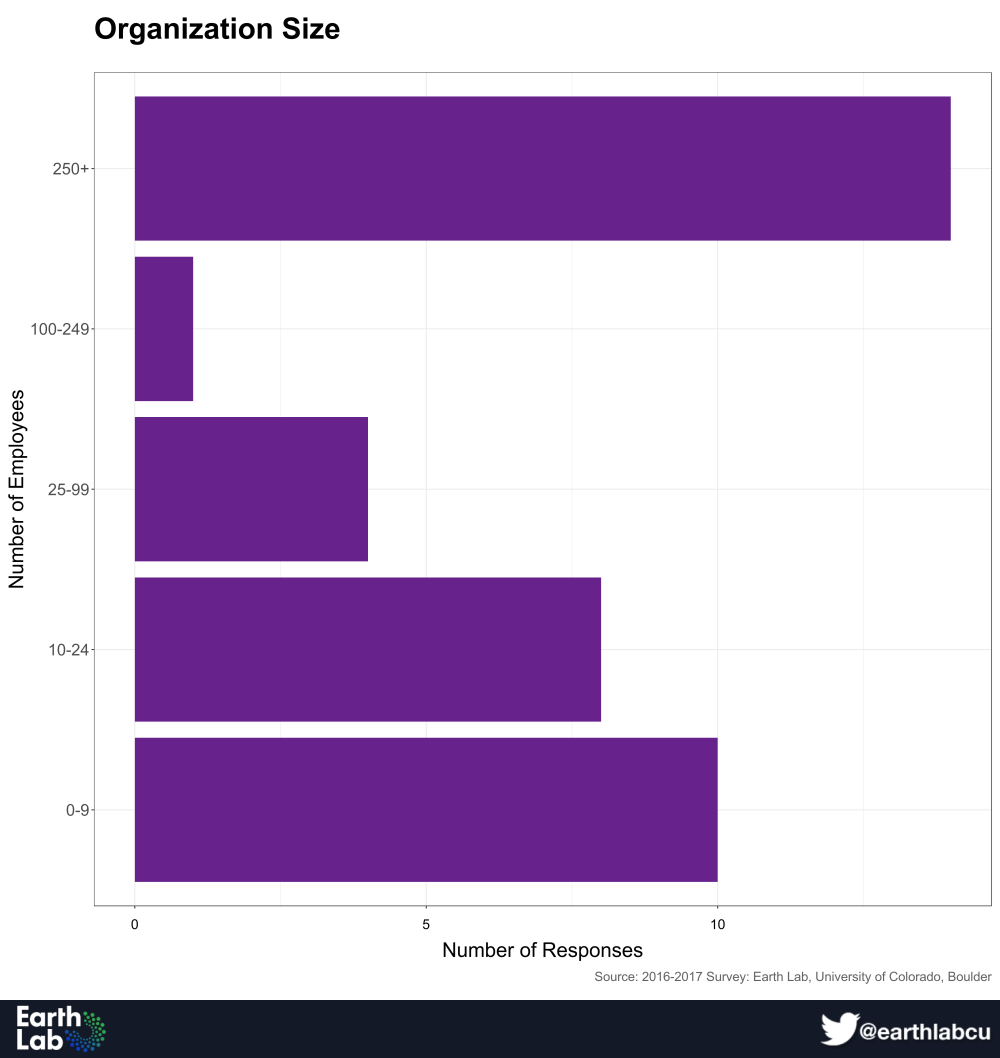 Organization Size
250+
100-249
25-99
10-24
0-9
Number of Employees
0 5 10
Number of Responses
Source: 2016-2017 Survey: Earth Lab, University of Colorado, Boulder
Earth
Lab
@earthlabcu